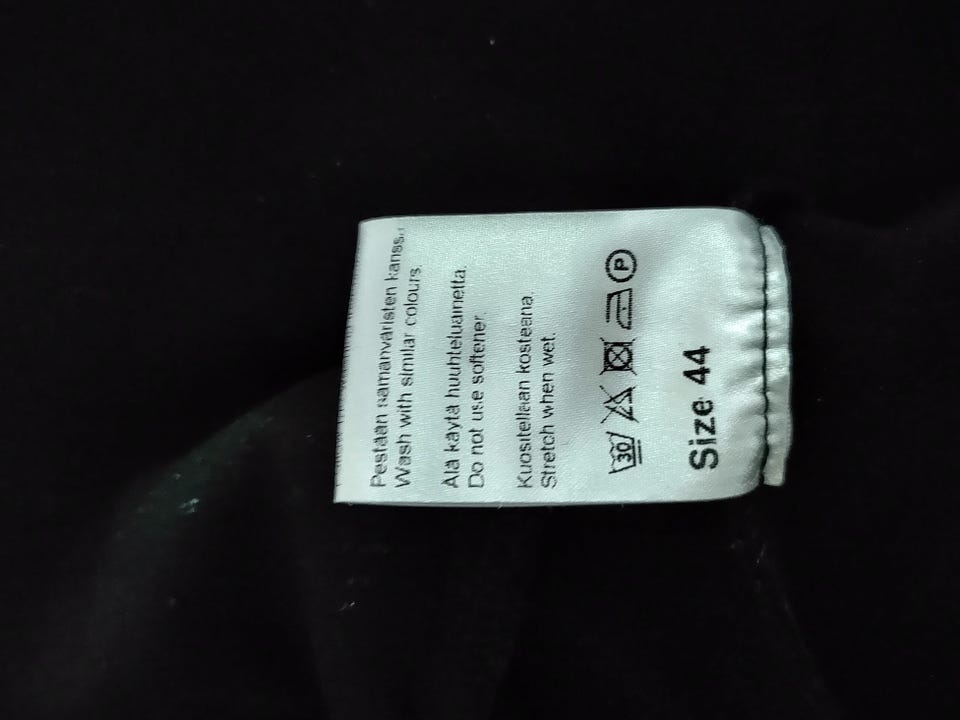 Pestään samanväristen kanssa.
Wash with similar colours.
Älä käytä huuhteluainetta.
Do not use softener.
Kuositellaan kosteana.
Stretch when wet.
30 P
Size 44